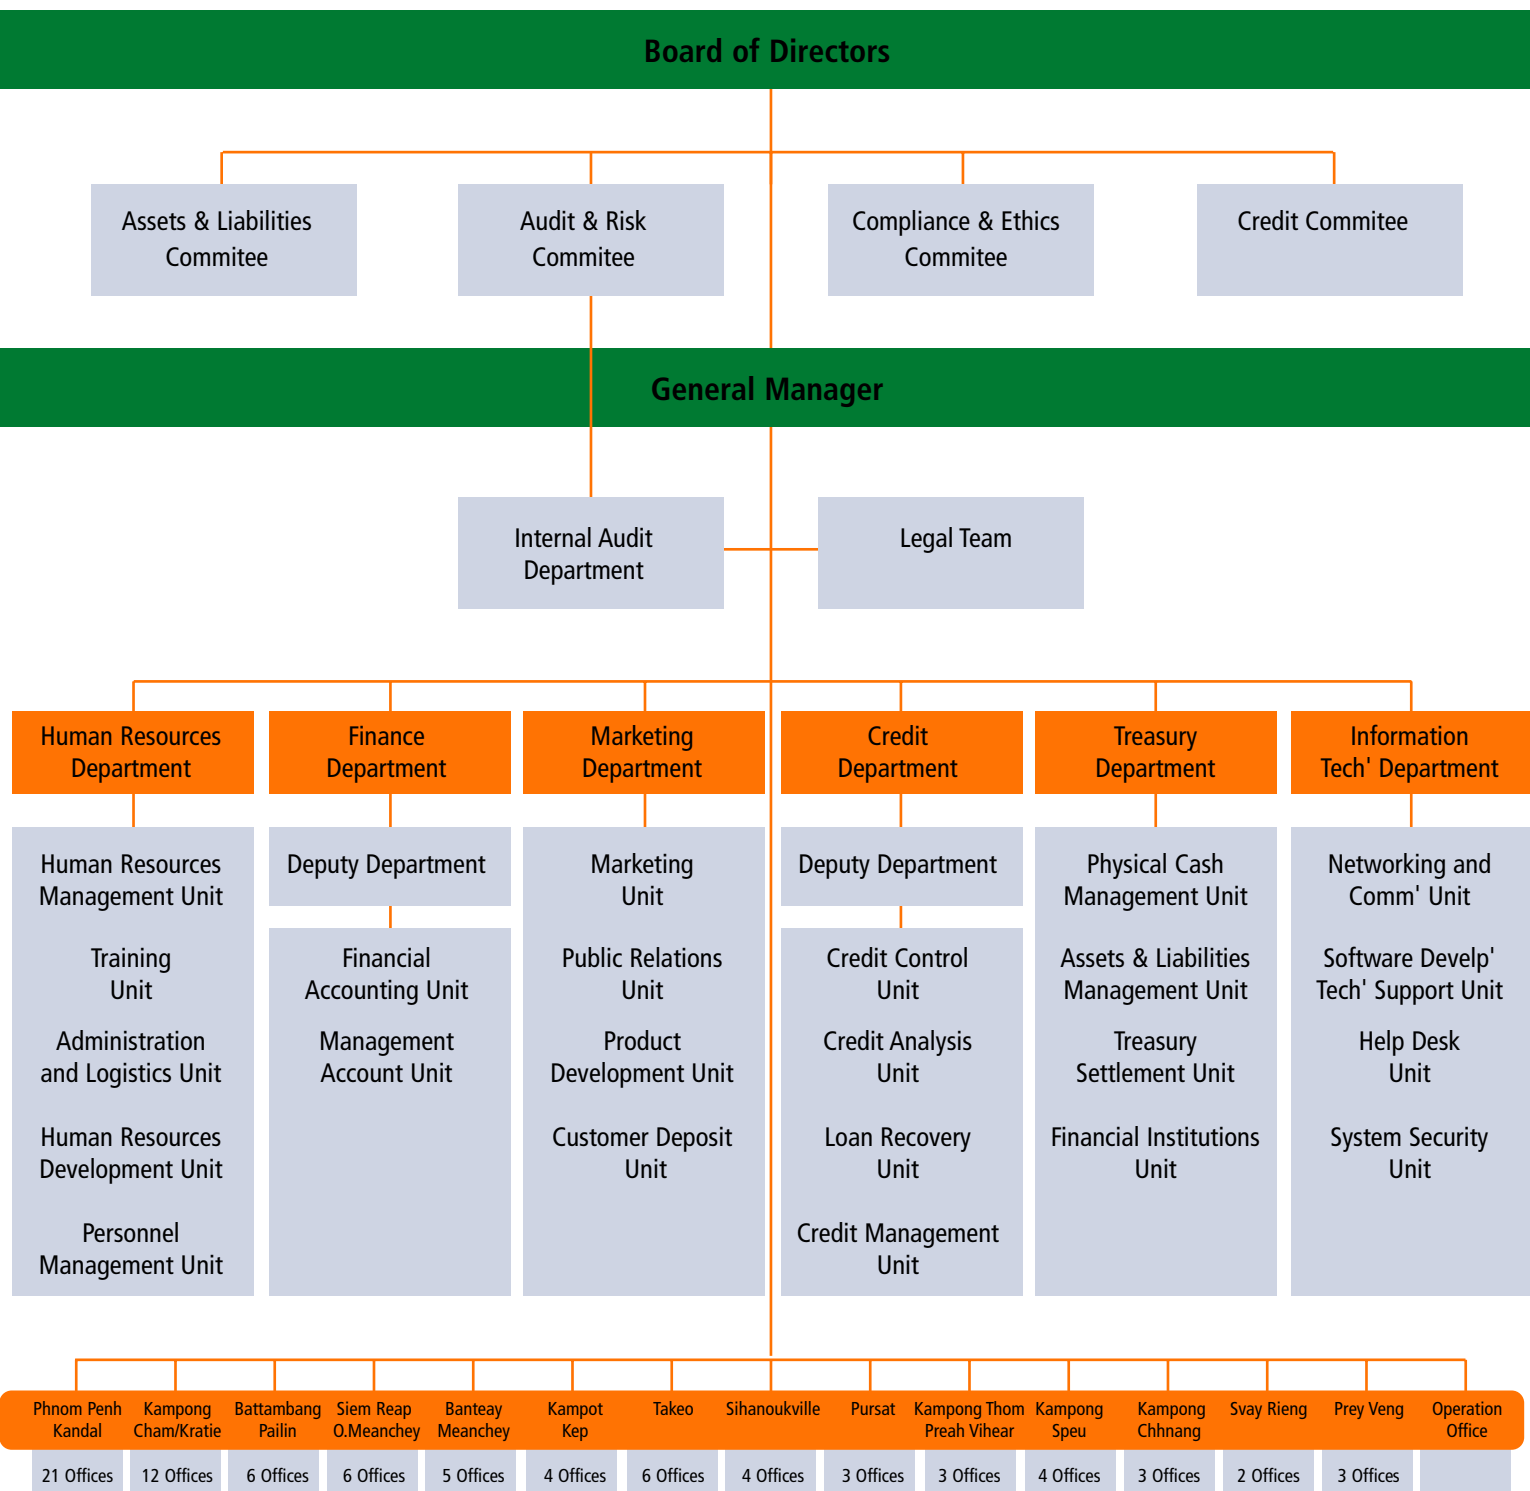 Board of Directors
Assets & Liabilities
Commitee
Audit & Risk
Commitee
Compliance & Ethics
Commitee
Credit Commitee
General Manager
Internal Audit
Department
Legal Team
Human Resources
Department
Finance
Department
Marketing
Department
Credit
Department
Treasury
Department
Information
Tech' Department
Human Resources
Management Unit
Training
Unit
Administration
and Logistics Unit
Human Resources
Development Unit
Personnel
Management Unit
Deputy Department
Financial
Accounting Unit
Management
Account Unit
Marketing
Unit
Public Relations
Unit
Product
Development Unit
Customer Deposit
Unit
Deputy Department
Credit Control
Unit
Credit Analysis
Unit
Loan Recovery
Unit
Credit Management
Unit
Physical Cash
Management Unit
Assets & Liabilities
Management Unit
Treasury
Settlement Unit
Financial Institutions
Unit
Networking and
Comm' Unit
Software Develp'
Tech' Support Unit
Help Desk
Unit
System Security
Unit
Phnom Penh
Kandal
21 Offices
Kampong
Cham/Kratie
12 Offices
Battambang
Pailin
6 Offices
Siem Reap
O.Meanchey
6 Offices
Banteay
Meanchey
5 Offices
Kampot
Kep
4 Offices
Takeo
6 Offices
Sihanoukville
4 Offices
Pursat
3 Offices
Kampong Thom
Preah Vihear
3 Offices
Kampong
Speu
4 Offices
Kampong
Chhnang
3 Offices
Svay Rieng
2 Offices
Prey Veng
3 Offices
Operation
Office